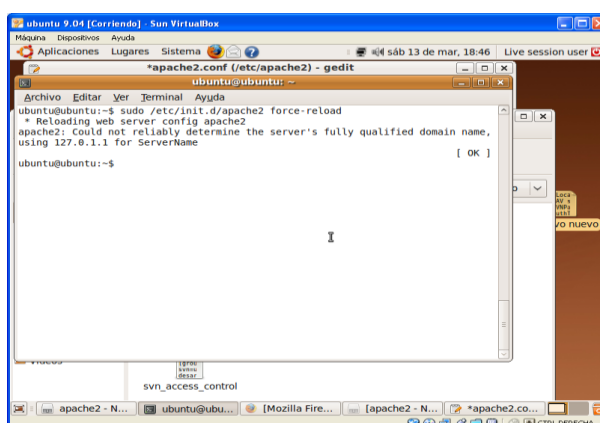 ubuntu 9.04 [Corriendo] - Sun VirtualBox
Máquina Dispositivos Ayuda
Aplicaciones Lugares Sistema sáb 13 de mar, 18:46 Live session user
*apache2.conf (/etc/apache2) - gedit
ubuntu@ubuntu: ~
Archivo Editar Ver Terminal Ayuda
ubuntu@ubuntu:~$ sudo /etc/init.d/apache2 force-reload
* Reloading web server config apache2
apache2: Could not reliably determine the server's fully qualified domain name,
using 127.0.1.1 for ServerName
[ OK ]
ubuntu@ubuntu:~$
vo nuevo
svn_access_control
apache2 - N... ubuntu@ubu... [Mozilla Fire... [apache2 - N... *apache2.co...
CTRL DERECHA